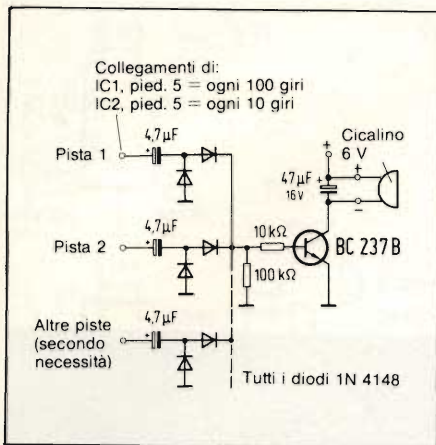 Collegamenti di:
IC1, pied. 5 = ogni 100 giri
IC2, pied. 5 = ogni 10 giri
4,7µF
Pista 1
Cicalino
6 V
+
+
47µF
+
16V
–
+
4,7µF
Pista 2
10 kΩ
BC 237B
100 kΩ
+
4,7µF
Altre piste
(secondo
necessità)
+
Tutti i diodi 1N 4148